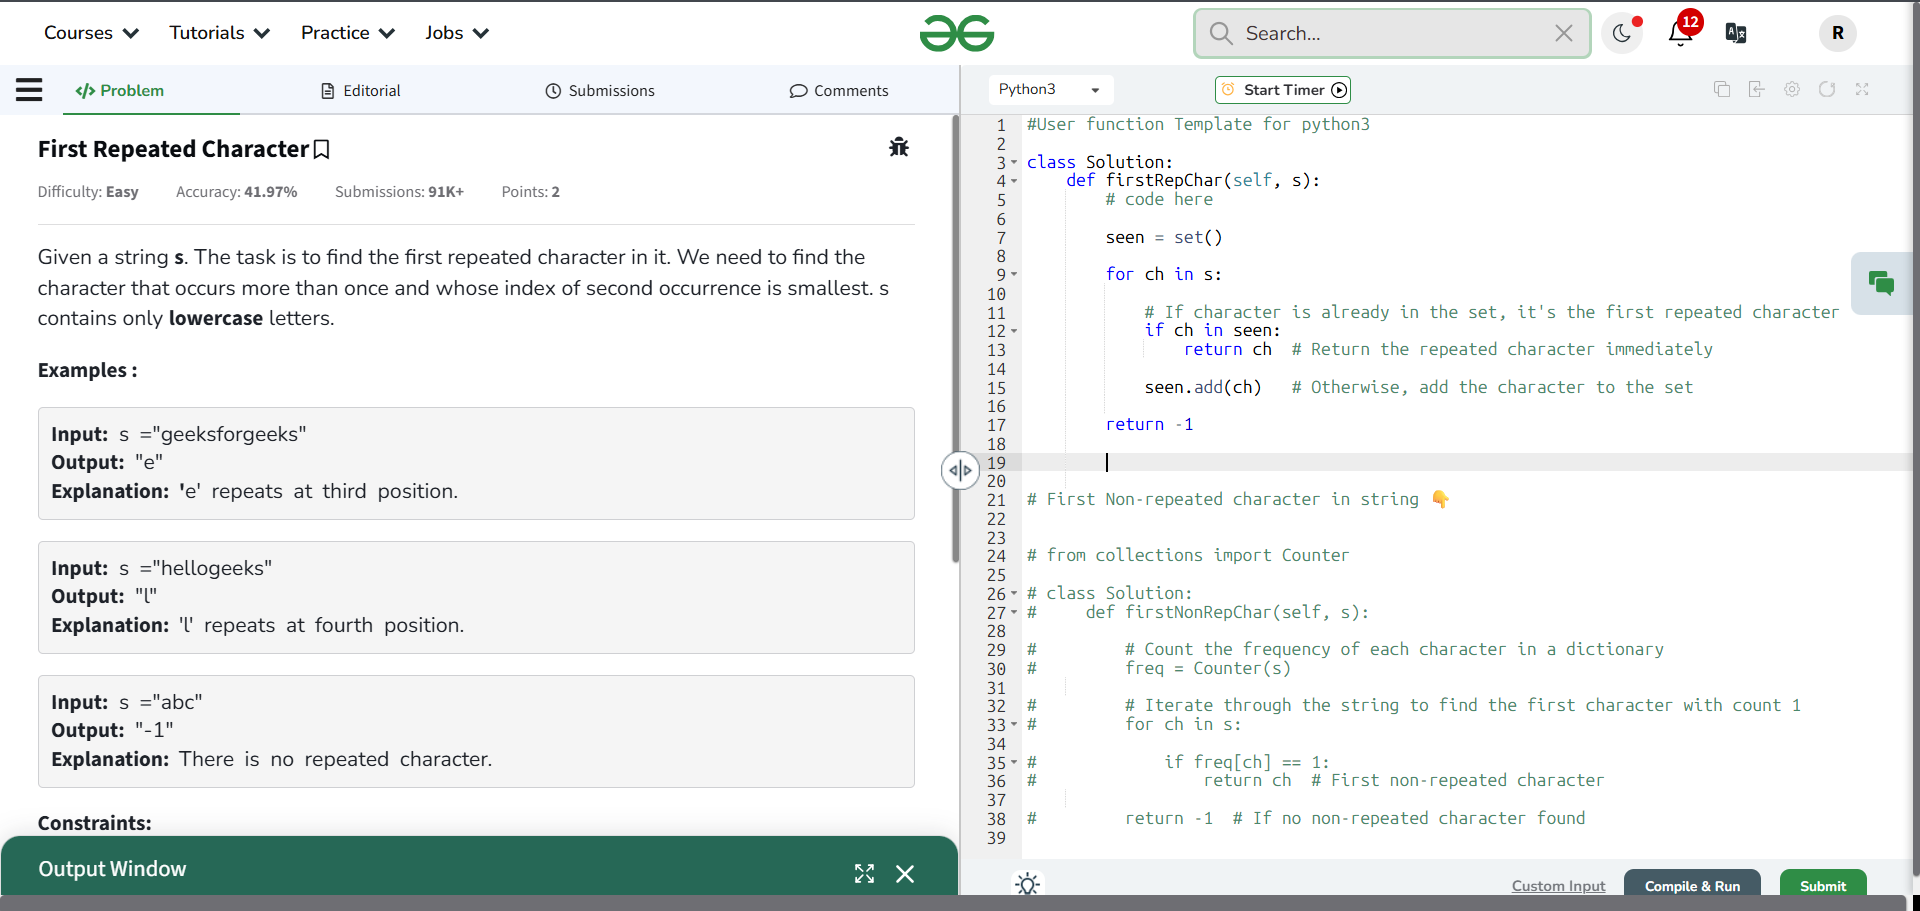 Courses Tutorials Practice Jobs Search... 12 R
Problem Editorial Submissions Comments
First Repeated Character
Difficulty: Easy Accuracy: 41.97% Submissions: 91K+ Points: 2
Given a string s. The task is to find the first repeated character in it. We need to find the
character that occurs more than once and whose index of second occurrence is smallest. s
contains only lowercase letters.
Examples :
Input: s ="geeksforgeeks"
Output: "e"
Explanation: 'e' repeats at third position.
Input: s ="hellogeeks"
Output: "l"
Explanation: 'l' repeats at fourth position.
Input: s ="abc"
Output: "-1"
Explanation: There is no repeated character.
Constraints:
Output Window
Python3 Start Timer
1 #User function Template for python3
2
3 class Solution:
4     def firstRepChar(self, s):
5         # code here
6
7         seen = set()
8
9         for ch in s:
10
11             # If character is already in the set, it's the first repeated character
12             if ch in seen:
13                 return ch  # Return the repeated character immediately
14
15             seen.add(ch)   # Otherwise, add the character to the set
16
17         return -1
18
19
20
21 # First Non-repeated character in string 👇
22
23
24 # from collections import Counter
25
26 # class Solution:
27 #     def firstNonRepChar(self, s):
28
29 #         # Count the frequency of each character in a dictionary
30 #         freq = Counter(s)
31
32 #         # Iterate through the string to find the first character with count 1
33 #         for ch in s:
34
35 #             if freq[ch] == 1:
36 #                 return ch  # First non-repeated character
37
38 #         return -1  # If no non-repeated character found
39
Custom Input Compile & Run Submit